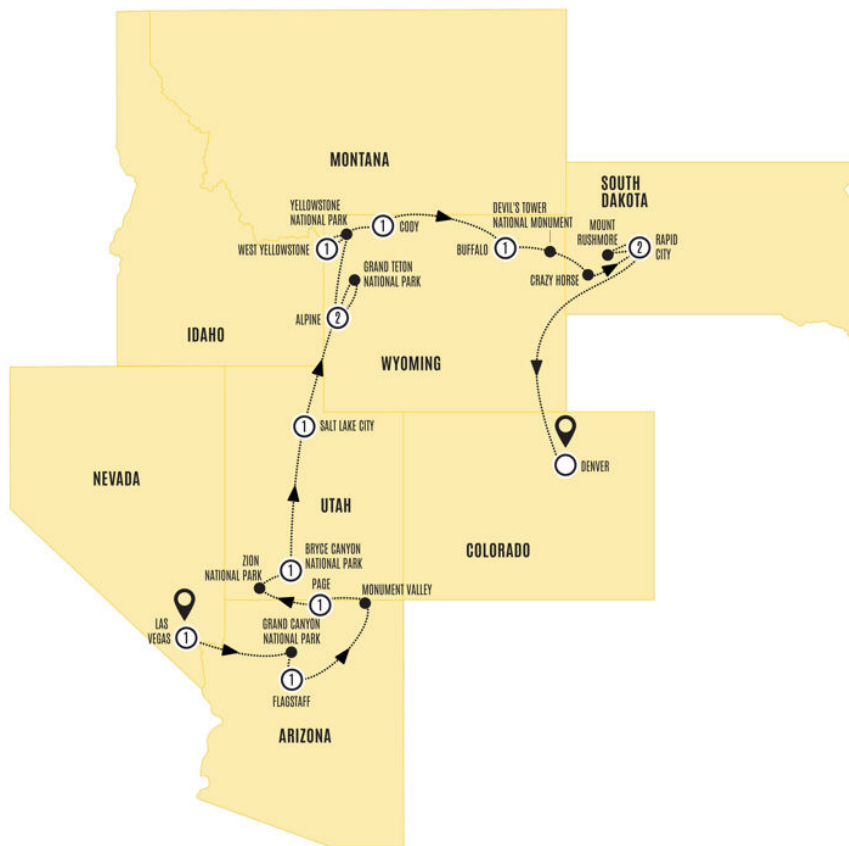 MONTANA
SOUTH
DAKOTA
YELLOWSTONE
NATIONAL PARK
1
CODY
WEST YELLOWSTONE
1
DEVIL'S TOWER
NATIONAL MONUMENT
BUFFALO
1
MOUNT
RUSHMORE
2
RAPID
CITY
CRAZY HORSE
GRAND TETON
NATIONAL PARK
ALPINE
2
IDAHO
WYOMING
1
SALT LAKE CITY
DENVER
NEVADA
UTAH
COLORADO
ZION
NATIONAL PARK
1
BRYCE CANYON
NATIONAL PARK
PAGE
1
MONUMENT VALLEY
LAS
VEGAS
1
GRAND CANYON
NATIONAL PARK
1
FLAGSTAFF
ARIZONA